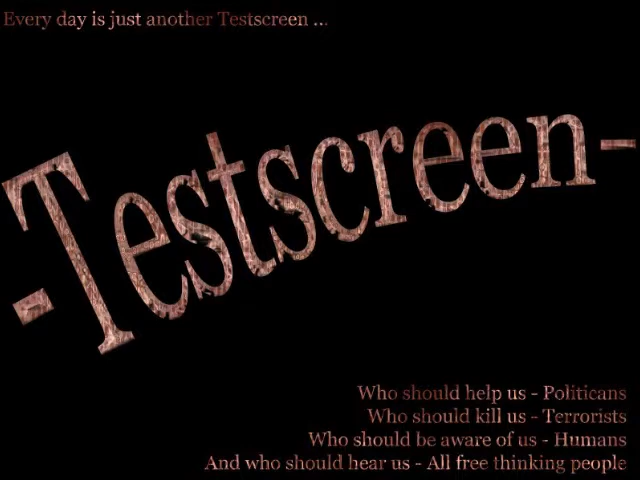 Every day is just another Testscreen ...
-Testscreen-
Who should help us - Politicans
Who should kill us - Terrorists
Who should be aware of us - Humans
And who should hear us - All free thinking people